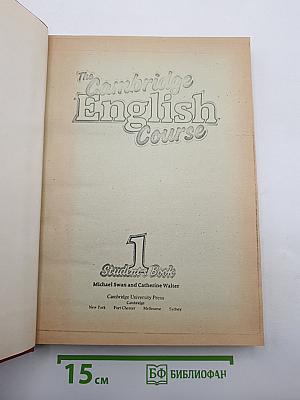 The
Cambridge
English
Course
1
Student's Book
Michael Swan and Catherine Walter
Cambridge University Press
Cambridge
New York Port Chester Melbourne Sydney
15 см БФ БИБЛИОФАН